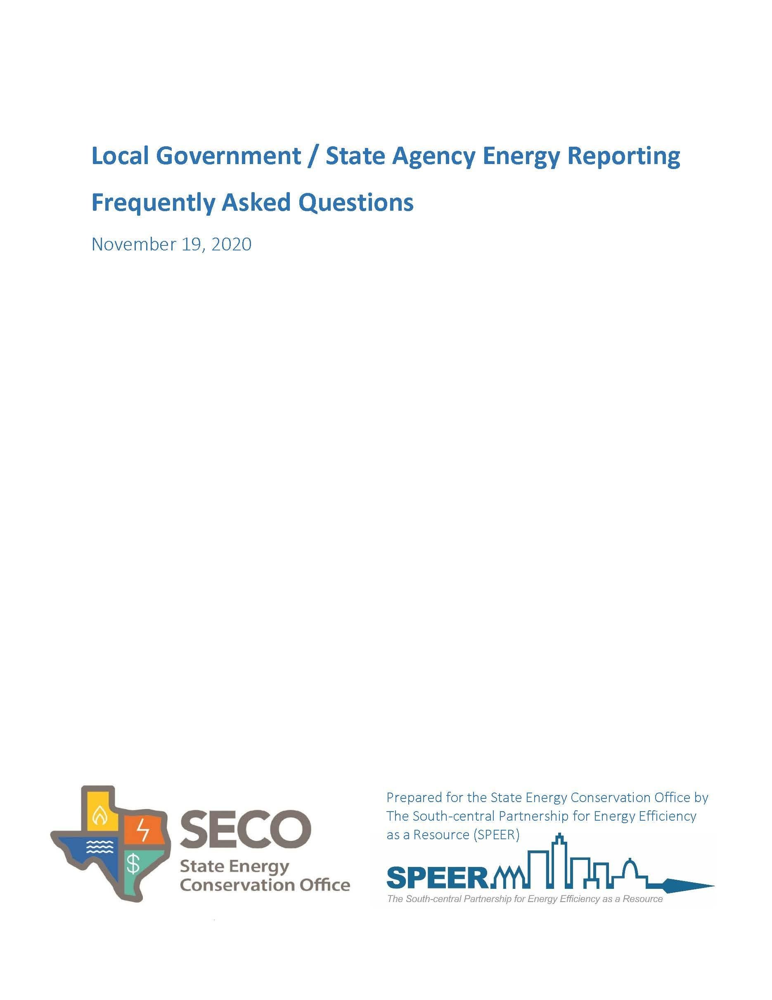 Local Government / State Agency Energy Reporting
Frequently Asked Questions
November 19, 2020
SECO
State Energy
Conservation Office
$
Prepared for the State Energy Conservation Office by
The South-central Partnership for Energy Efficiency
as a Resource (SPEER)
SPEER
The South-central Partnership for Energy Efficiency as a Resource